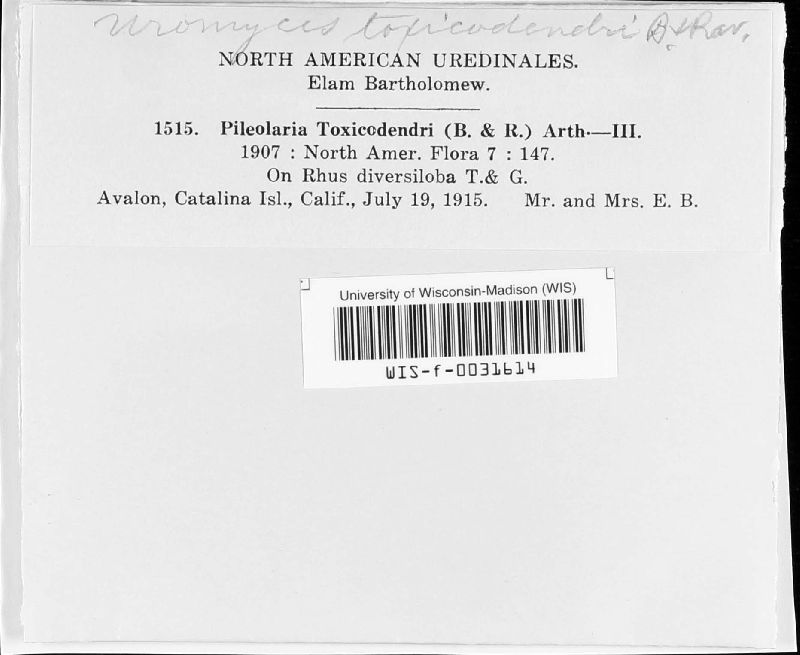 Uromyces toxicodendri B. & Rav.
NORTH AMERICAN UREDINALES.
Elam Bartholomew.
1515. Pileolaria Toxicodendri (B. & R.) Arth.—III.
1907 : North Amer. Flora 7 : 147.
On Rhus diversiloba T.& G.
Avalon, Catalina Isl., Calif., July 19, 1915. Mr. and Mrs. E. B.
University of Wisconsin-Madison (WIS)
WIS-f-0031614